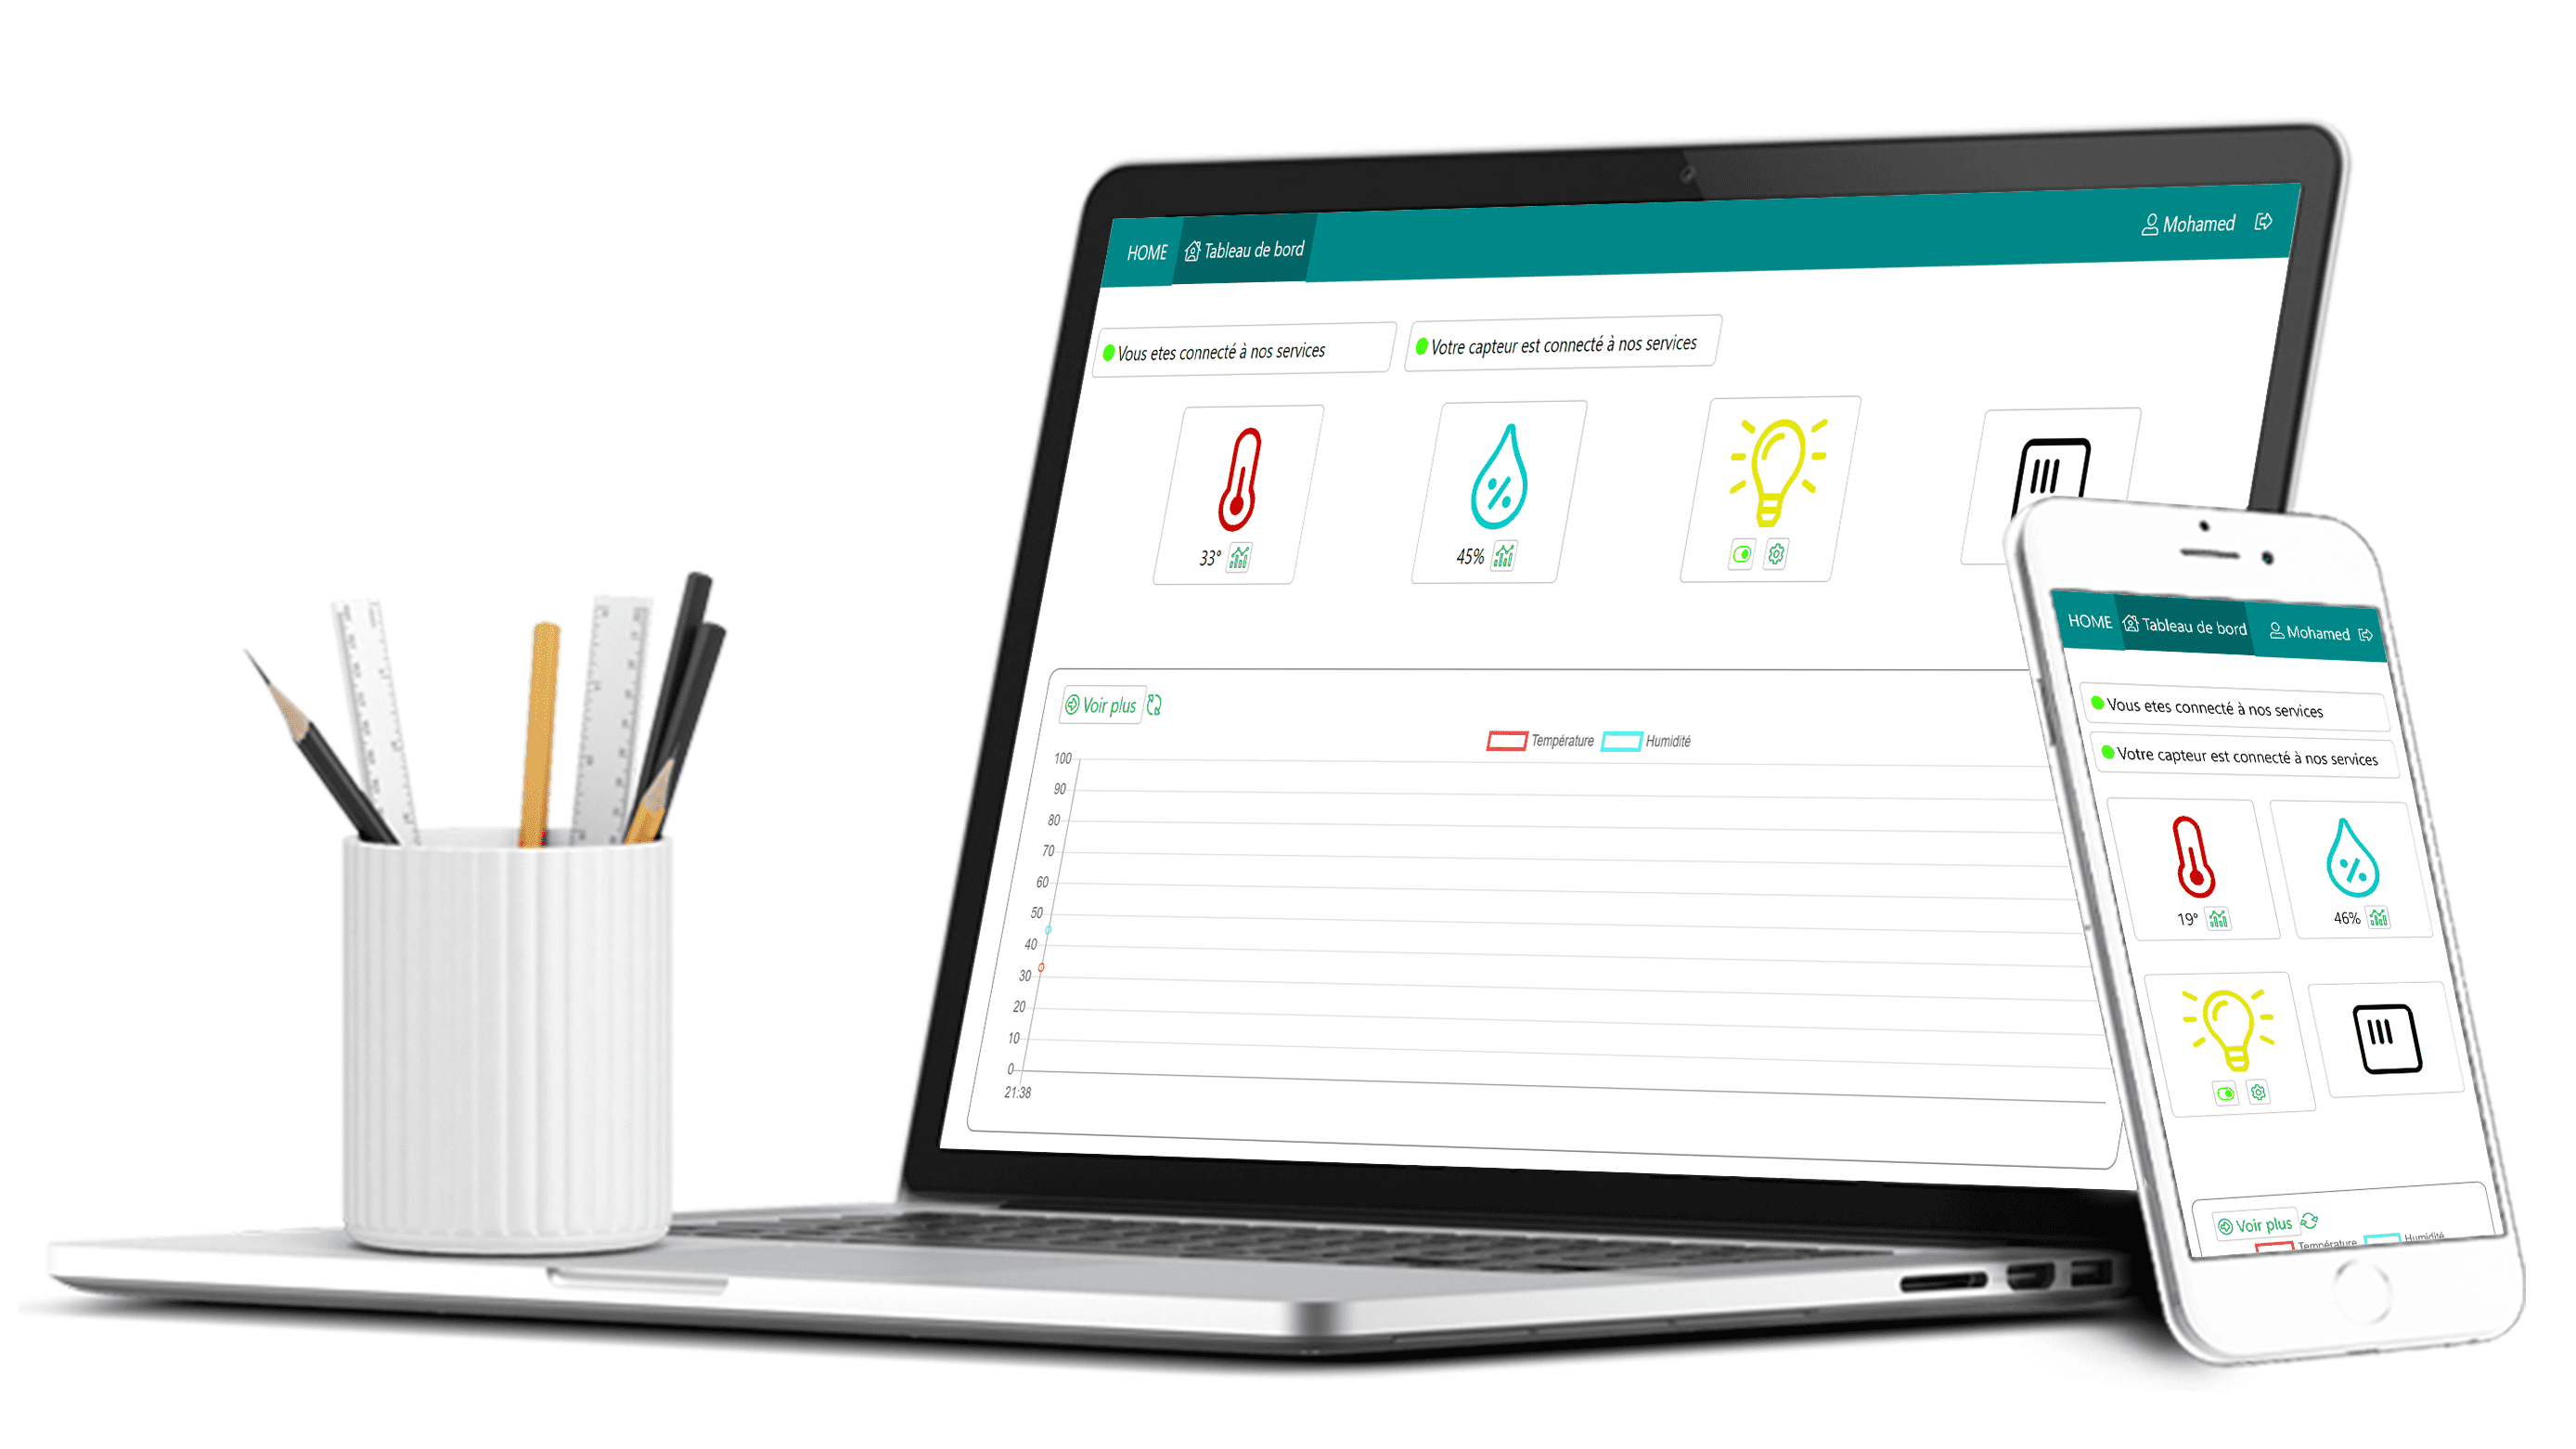 HOME Tableau de bord Mohamed
Vous etes connecté à nos services Votre capteur est connecté à nos services
33° 45%
Voir plus
Température Humidité
100
90
80
70
60
50
40
30
20
10
0
21:38
HOME Tableau de bord Mohamed
Vous etes connecté à nos services
Votre capteur est connecté à nos services
19° 46%
Voir plus
Température Humidité